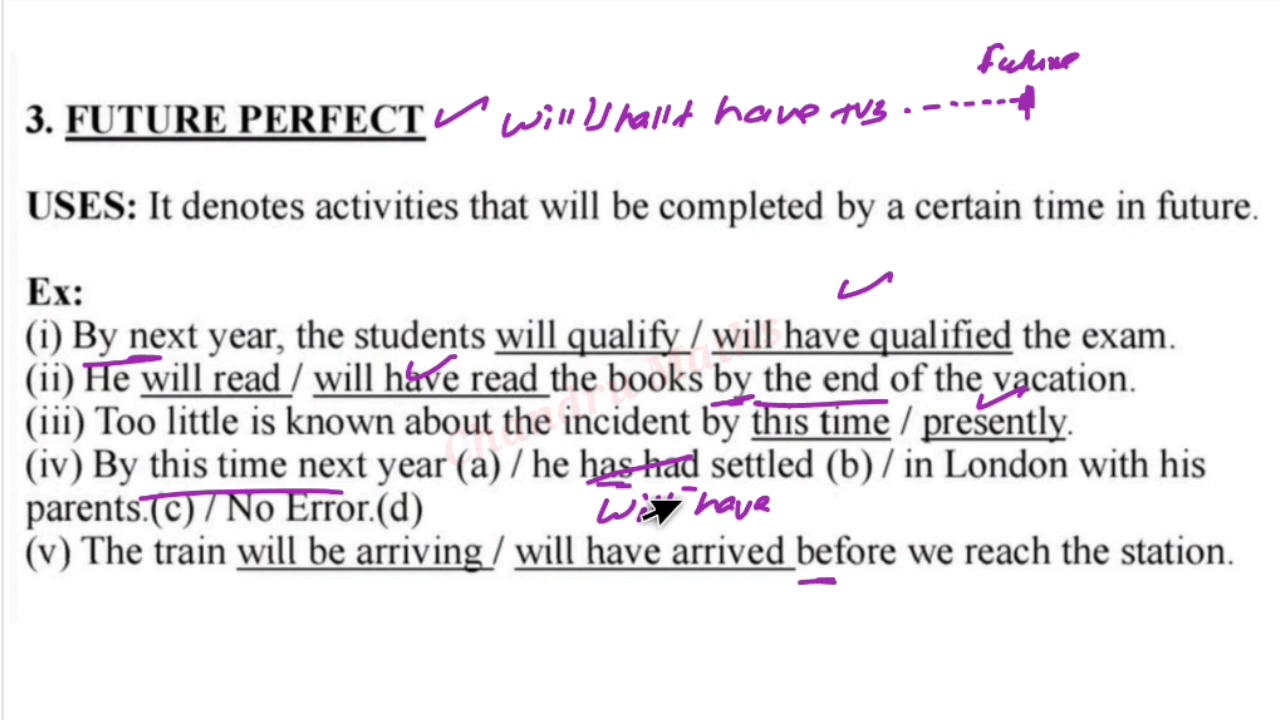 Future
3. FUTURE PERFECT ✓ will/shall + have + V3
USES: It denotes activities that will be completed by a certain time in future.
Ex:
(i) By next year, the students will qualify / will have qualified the exam.
(ii) He will read / will have read the books by the end of the vacation.
(iii) Too little is known about the incident by this time / presently.
(iv) By this time next year (a) / he has had settled (b) / in London with his
parents.(c) / No Error.(d)
will have
(v) The train will be arriving / will have arrived before we reach the station.
Chandru Maths